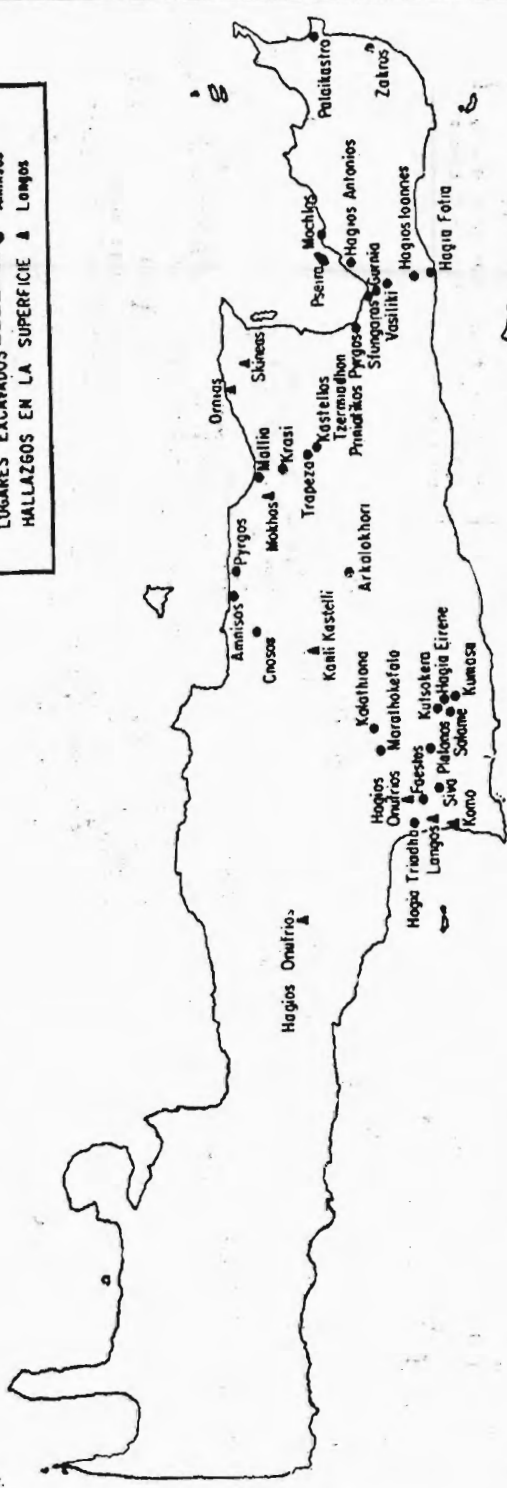 LUGARES EXCAVADOS ● Amnisos
HALLAZGOS EN LA SUPERFICIE ▲ Langos
Ornias
Skineas
Amnisos
Pyrgos
Mallia
Cnosos
Mokhos
Krasi
Trapeza
Kastellos
Tzermiadhon
Priniatikos Pyrgos
Pseira
Mochlos
Palaikastro
Zakros
Hagios Antonios
Gurnia
Sfungaras
Vasiliki
Hagios Ioannes
Hagia Fotia
Kanli Kastelli
Arkalokhori
Hagios Onufrios
Kalathiana
Marathokefalo
Hagios
Onufrios
Faestos
Hagia Triadha
Langos
Siva
Komo
Platanos
Kutsokera
Hagia Eirene
Salame
Kumasa